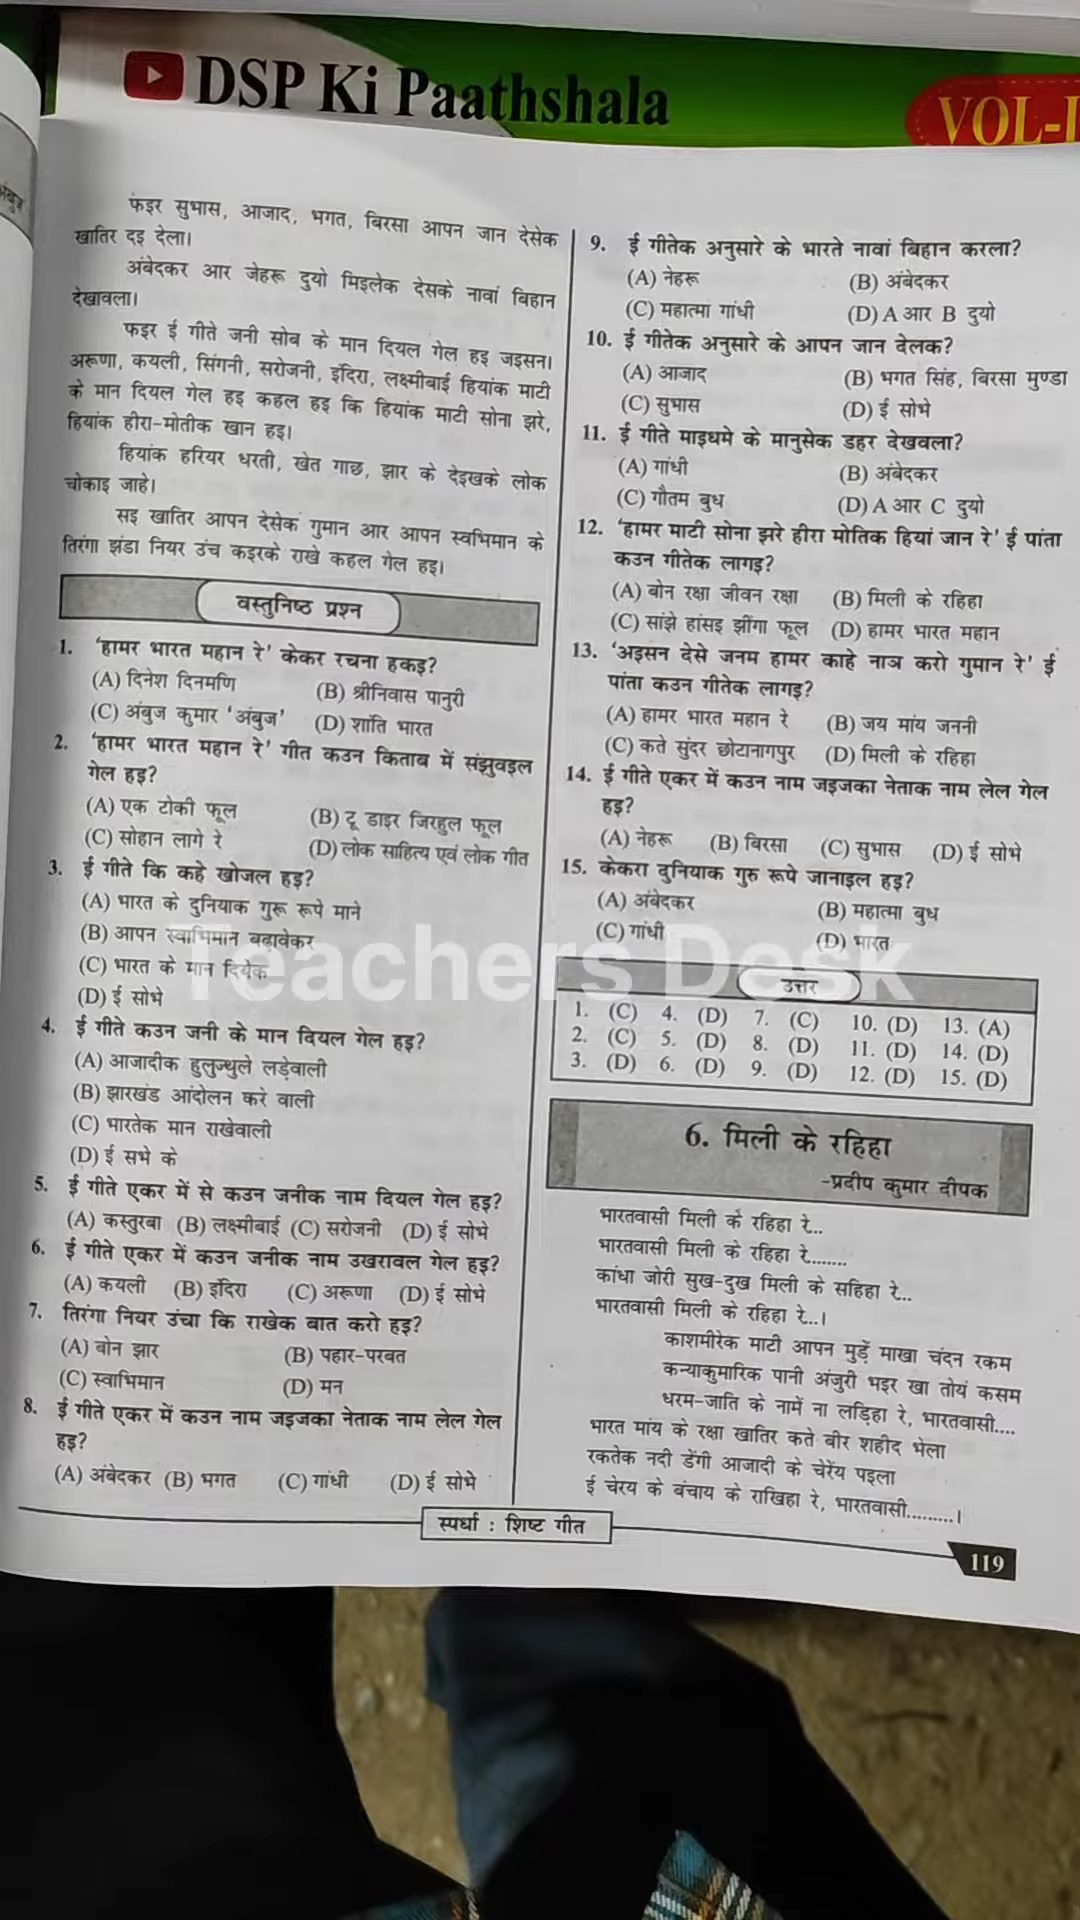 DSP Ki Paathshala
VOL-I
फंइर सुभास, आजाद, भगत, बिरसा आपन जान देसेक
खातिर दइ देला।
अंबेदकर आर जेहरू दुयो मिइलेक देसके नावां बिहान
देखावला।
फइर ई गीते जनी सोब के मान दियल गेल हइ जइसन।
अरूणा, कयली, सिंगनी, सरोजनी, इंदिरा, लक्ष्मीबाई हियांक माटी
के मान दियल गेल हइ कहल हइ कि हियांक माटी सोना झरे,
हियांक हीरा-मोतीक खान हइ।
हियांक हरियर धरती, खेत गाछ, झार के देइखके लोक
चोकाइ जाहे।
सइ खातिर आपन देसेक गुमान आर आपन स्वभिमान के
तिरंगा झंडा नियर उंच कइरके राखे कहल गेल हइ।
वस्तुनिष्ठ प्रश्न
1. 'हामर भारत महान रे' केकर रचना हकइ?
(A) दिनेश दिनमणि (B) श्रीनिवास पानुरी
(C) अंबुज कुमार 'अंबुज' (D) शांति भारत
2. 'हामर भारत महान रे' गीत कउन किताब में संझुवइल
गेल हइ?
(A) एक टोकी फूल (B) टू डाइर जिरहुल फूल
(C) सोहान लागे रे (D) लोक साहित्य एवं लोक गीत
3. ई गीते कि कहे खोजल हइ?
(A) भारत के दुनियाक गुरू रूपे माने
(B) आपन स्वाभिमान बढ़ावेकर
(C) भारत के मान दियेक
(D) ई सोभे
4. ई गीते कउन जनी के मान दियल गेल हइ?
(A) आजादीक हुलुज्थुले लड़ेवाली
(B) झारखंड आंदोलन करे वाली
(C) भारतेक मान राखेवाली
(D) ई सभे के
5. ई गीते एकर में से कउन जनीक नाम दियल गेल हइ?
(A) कस्तुरबा (B) लक्ष्मीबाई (C) सरोजनी (D) ई सोभे
6. ई गीते एकर में कउन जनीक नाम उखरावल गेल हइ?
(A) कयली (B) इंदिरा (C) अरूणा (D) ई सोभे
7. तिरंगा नियर उंचा कि राखेक बात करो हइ?
(A) बोन झार (B) पहार-परबत
(C) स्वाभिमान (D) मन
8. ई गीते एकर में कउन नाम जइजका नेताक नाम लेल गेल
हइ?
(A) अंबेदकर (B) भगत (C) गांधी (D) ई सोभे
9. ई गीतेक अनुसारे के भारते नावां बिहान करला?
(A) नेहरू (B) अंबेदकर
(C) महात्मा गांधी (D) A आर B दुयो
10. ई गीतेक अनुसारे के आपन जान देलक?
(A) आजाद (B) भगत सिंह, बिरसा मुण्डा
(C) सुभास (D) ई सोभे
11. ई गीते माइधमे के मानुसेक डहर देखवला?
(A) गांधी (B) अंबेदकर
(C) गौतम बुध (D) A आर C दुयो
12. 'हामर माटी सोना झरे हीरा मोतिक हियां जान रे' ई पांता
कउन गीतेक लागइ?
(A) बोन रक्षा जीवन रक्षा (B) मिली के रहिहा
(C) सांझे हांसइ झींगा फूल (D) हामर भारत महान
13. 'अइसन देसे जनम हामर काहे नाञ करो गुमान रे' ई
पांता कउन गीतेक लागइ?
(A) हामर भारत महान रे (B) जय मांय जननी
(C) कते सुंदर छोटानागपुर (D) मिली के रहिहा
14. ई गीते एकर में कउन नाम जइजका नेताक नाम लेल गेल
हइ?
(A) नेहरू (B) बिरसा (C) सुभास (D) ई सोभे
15. केकरा दुनियाक गुरु रूपे जानाइल हइ?
(A) अंबेदकर (B) महात्मा बुध
(C) गांधी (D) भारत
Teachers Desk
उत्तर
1. (C) 4. (D) 7. (C) 10. (D) 13. (A)
2. (C) 5. (D) 8. (D) 11. (D) 14. (D)
3. (D) 6. (D) 9. (D) 12. (D) 15. (D)
6. मिली के रहिहा
-प्रदीप कुमार दीपक
भारतवासी मिली के रहिहा रे...
भारतवासी मिली के रहिहा रे........
कांधा जोरी सुख-दुख मिली के सहिहा रे...
भारतवासी मिली के रहिहा रे...।
काशमीरेक माटी आपन मुड़ें माखा चंदन रकम
कन्याकुमारिक पानी अंजुरी भइर खा तोयं कसम
धरम-जाति के नामें ना लड़िहा रे, भारतवासी....
भारत मांय के रक्षा खातिर कते बीर शहीद भेला
रकतेक नदी डेंगी आजादी के चेरेंय पइला
ई चेरय के बंचाय के राखिहा रे, भारतवासी.........।
स्पर्धा : शिष्ट गीत
119